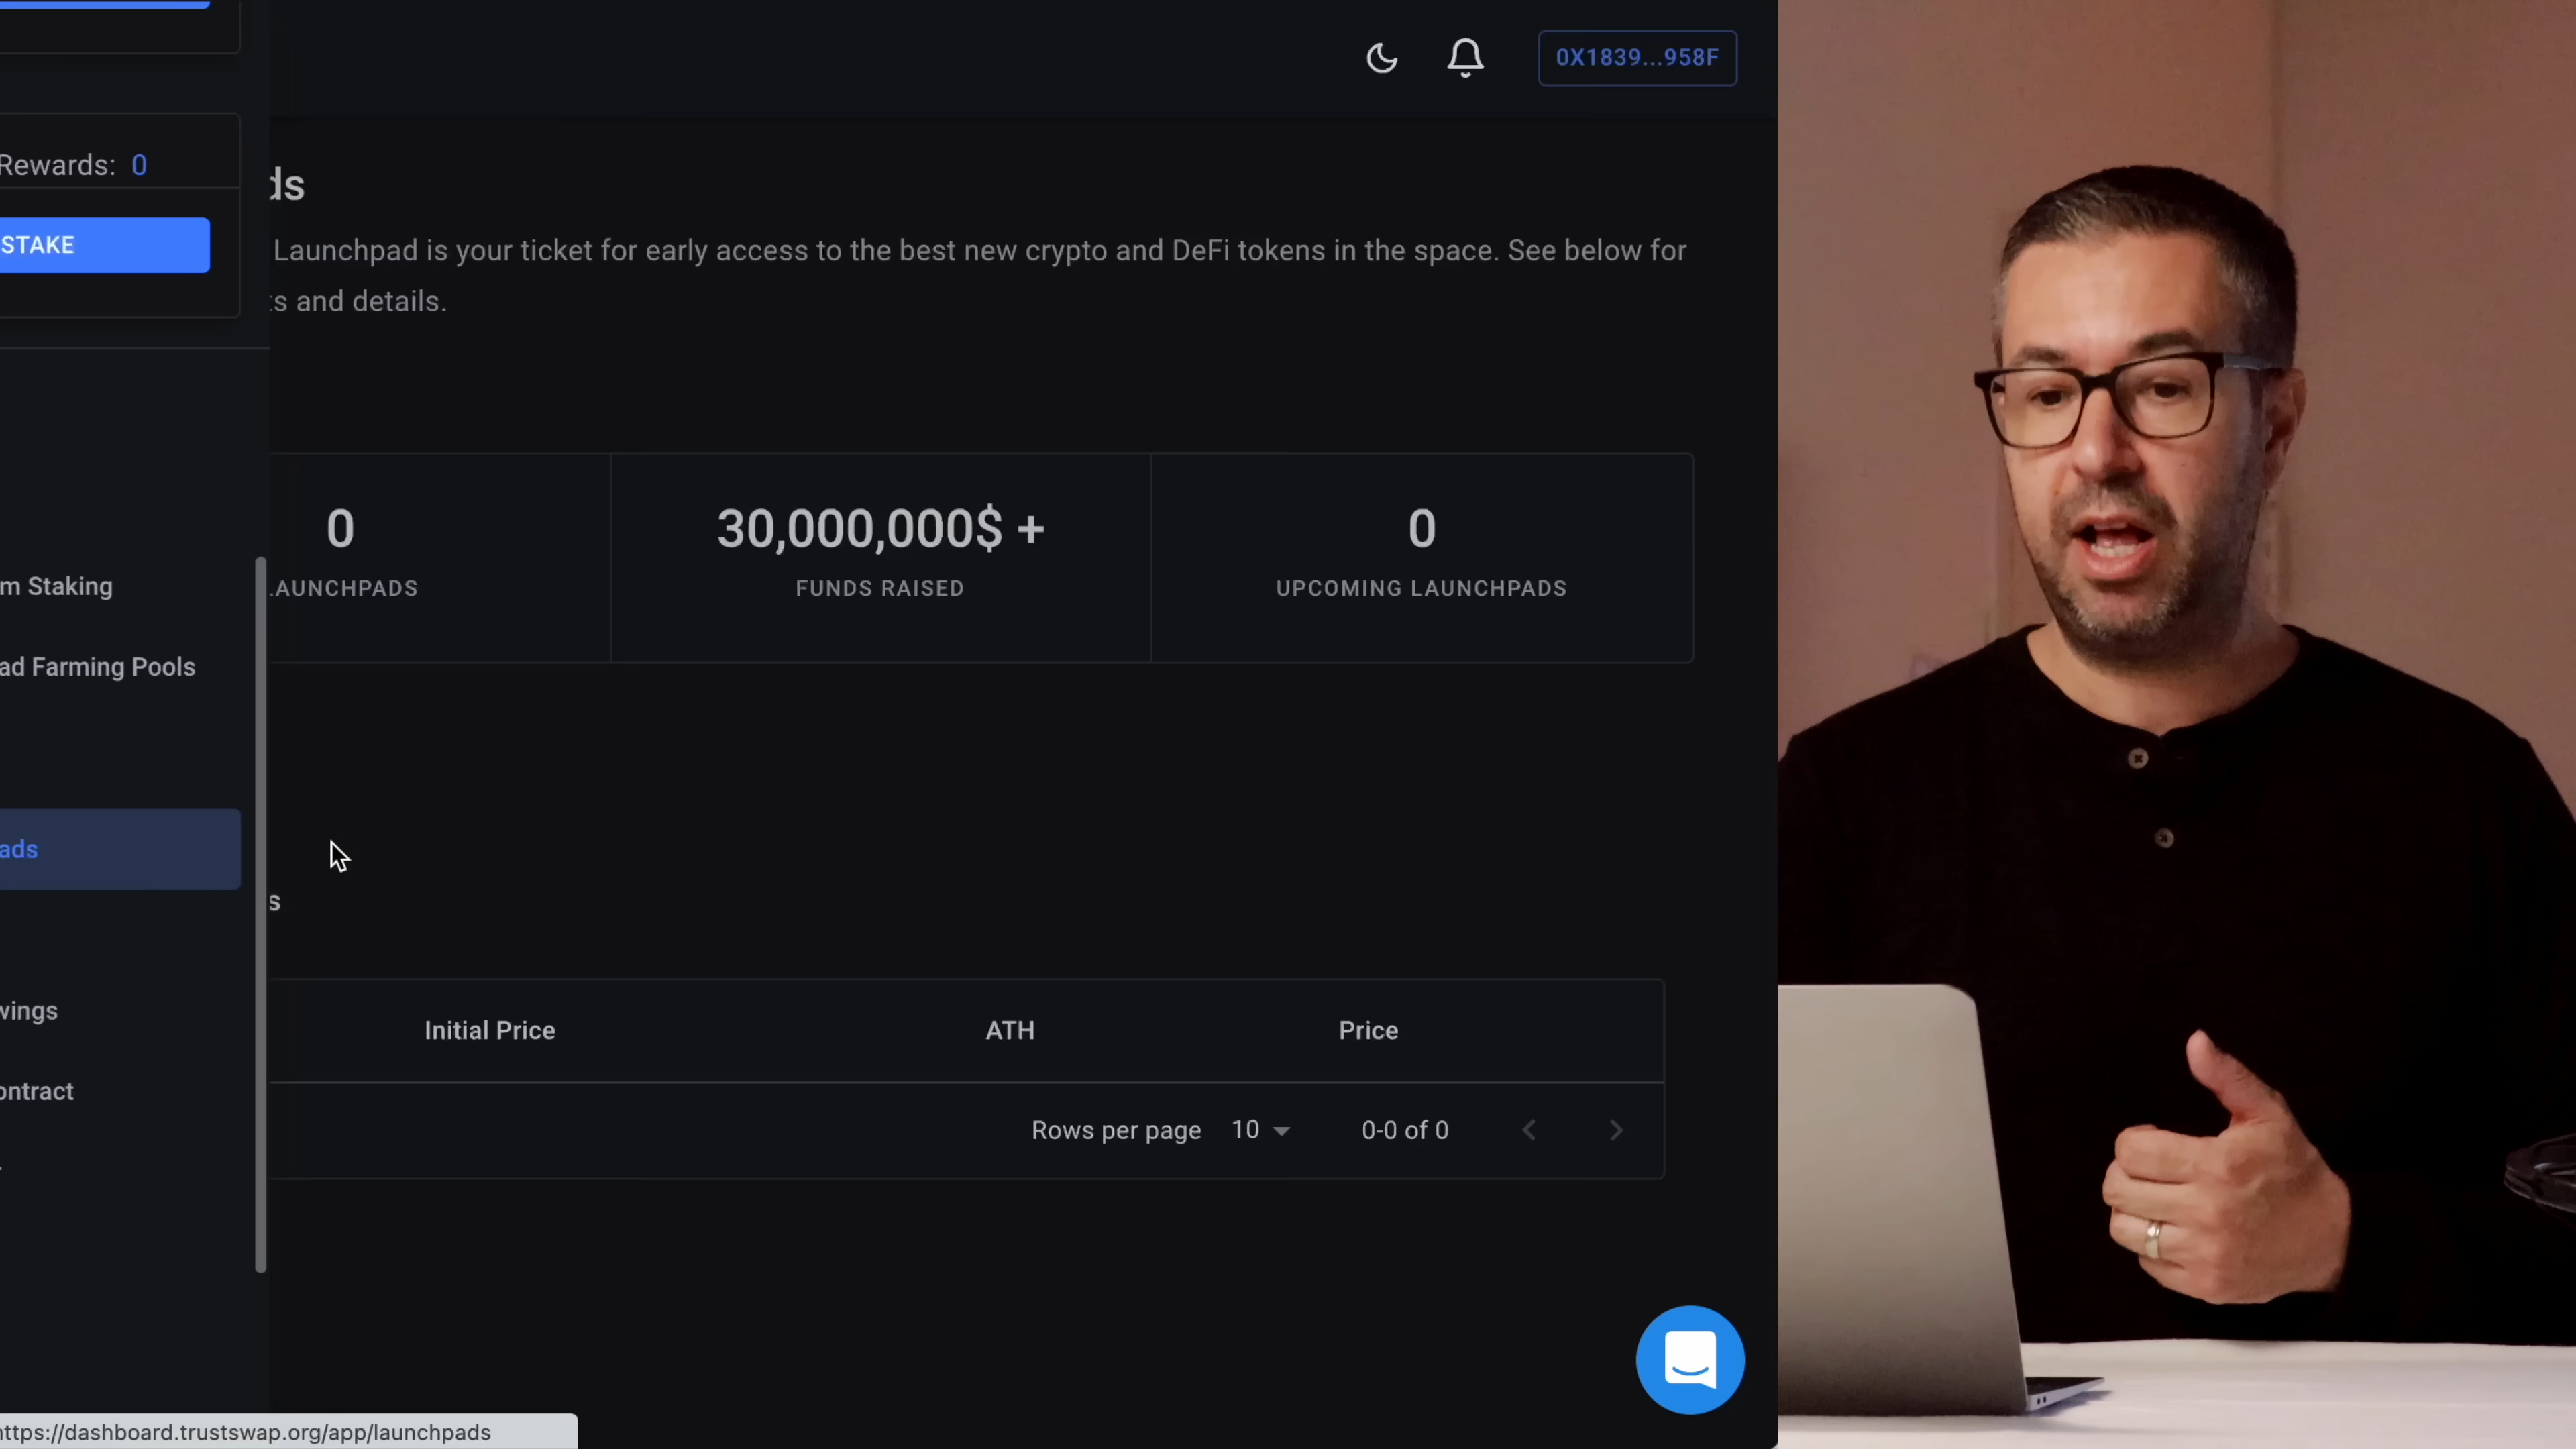 0X1839...958F
Rewards: 0
STAKE
ds
Launchpad is your ticket for early access to the best new crypto and DeFi tokens in the space. See below for
ts and details.
0
30,000,000$ +
0
LAUNCHPADS
FUNDS RAISED
UPCOMING LAUNCHPADS
m Staking
ad Farming Pools
ads
s
vings
Initial Price
ATH
Price
ontract
Rows per page 10
0-0 of 0
https://dashboard.trustswap.org/app/launchpads